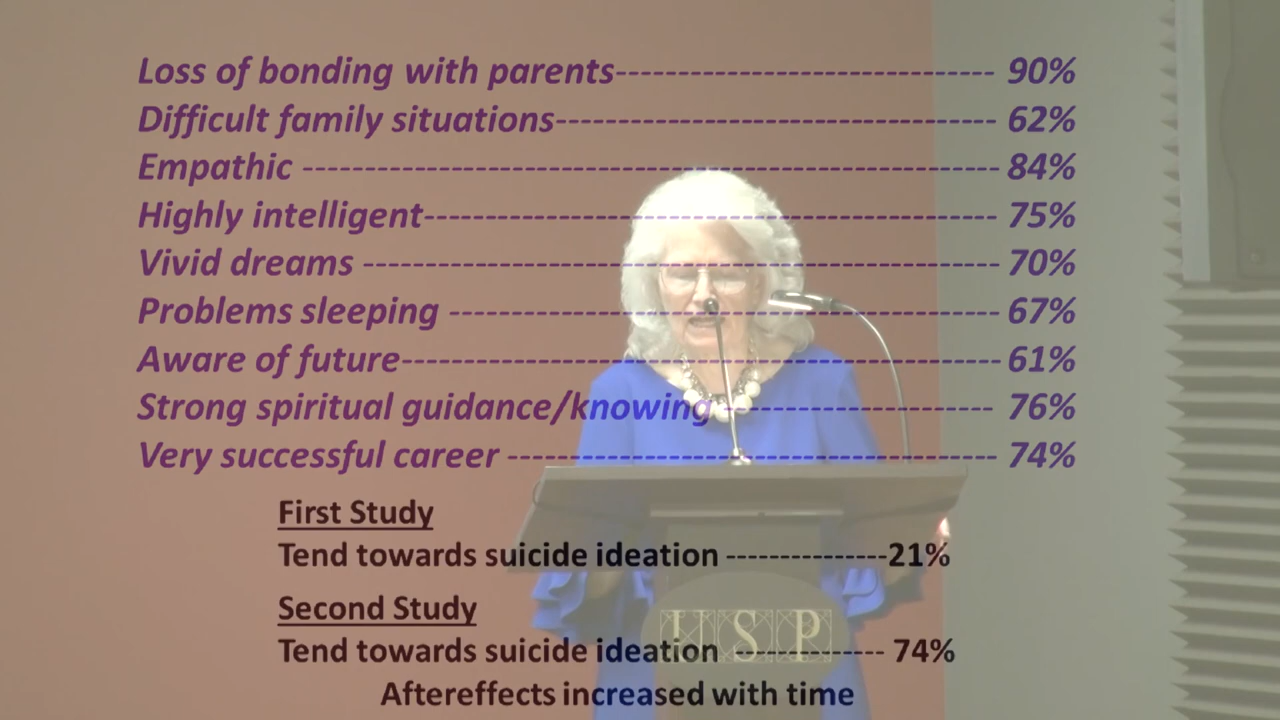 Loss of bonding with parents------------------------------ 90%
Difficult family situations----------------------------------- 62%
Empathic ------------------------------------------------------- 84%
Highly intelligent--------------------------------------------- 75%
Vivid dreams --------------------------------------------------- 70%
Problems sleeping -------------------------------------------- 67%
Aware of future------------------------------------------------ 61%
Strong spiritual guidance/knowing ---------------------- 76%
Very successful career --------------------------------------- 74%
First Study
Tend towards suicide ideation ---------------21%
Second Study
Tend towards suicide ideation -------------- 74%
Aftereffects increased with time
USP